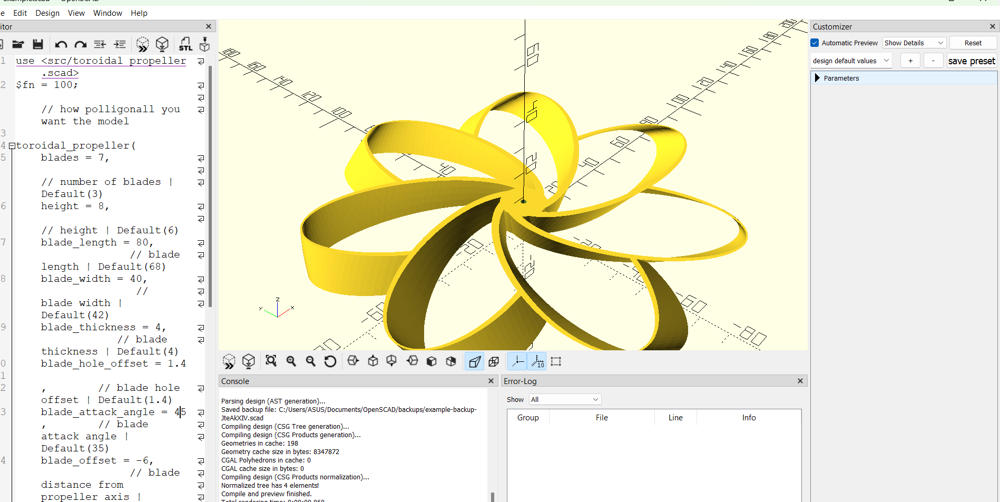 Edit Design View Window Help
itor
STL
1 use <src/toroidal_propeller
.scad>
2 $fn = 100;
// how polligonall you
want the model
3
4 toroidal_propeller(
5 blades = 7,
// number of blades |
Default(3)
6 height = 8,
// height | Default(6)
7 blade_length = 80,
// blade
length | Default(68)
8 blade_width = 40,
//
blade width |
Default(42)
9 blade_thickness = 4,
// blade
thickness | Default(4)
0 blade_hole_offset = 1.4
1
2 , // blade hole
offset | Default(1.4)
3 blade_attack_angle = 45
, // blade
attack angle |
Default(35)
4 blade_offset = -6,
// blade
distance from
propeller axis |
z
Y
x
10
Console
Parsing design (AST generation)...
Saved backup file: C:/Users/ASUS/Documents/OpenSCAD/backups/example-backup-
JteAkXIV.scad
Compiling design (CSG Tree generation)...
Compiling design (CSG Products generation)...
Geometries in cache: 198
Geometry cache size in bytes: 8347872
CGAL Polyhedrons in cache: 0
CGAL cache size in bytes: 0
Compiling design (CSG Products normalization)...
Normalized tree has 4 elements!
Compile and preview finished.
Error-Log
Show All
Group File Line Info
Customizer
Automatic Preview Show Details Reset
design default values + - save preset
Parameters